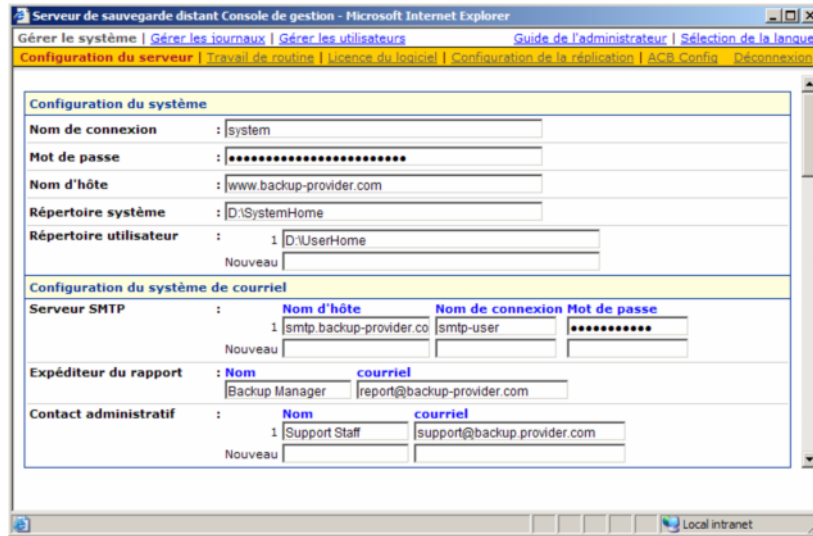 Serveur de sauvegarde distant Console de gestion - Microsoft Internet Explorer
Gérer le système | Gérer les journaux | Gérer les utilisateurs Guide de l'administrateur | Sélection de la langue
Configuration du serveur | Travail de routine | Licence du logiciel | Configuration de la réplication | ACB Config Déconnexion
Configuration du système
Nom de connexion : system
Mot de passe : ••••••••••••••••••••••••
Nom d'hôte : www.backup-provider.com
Répertoire système : D:\SystemHome
Répertoire utilisateur : 1 D:\UserHome
Nouveau
Configuration du système de courriel
Serveur SMTP : Nom d'hôte Nom de connexion Mot de passe
1 smtp.backup-provider.co smtp-user •••••••••••
Nouveau
Expéditeur du rapport : Nom courriel
Backup Manager report@backup-provider.com
Contact administratif : Nom courriel
1 Support Staff support@backup.provider.com
Nouveau
Local intranet